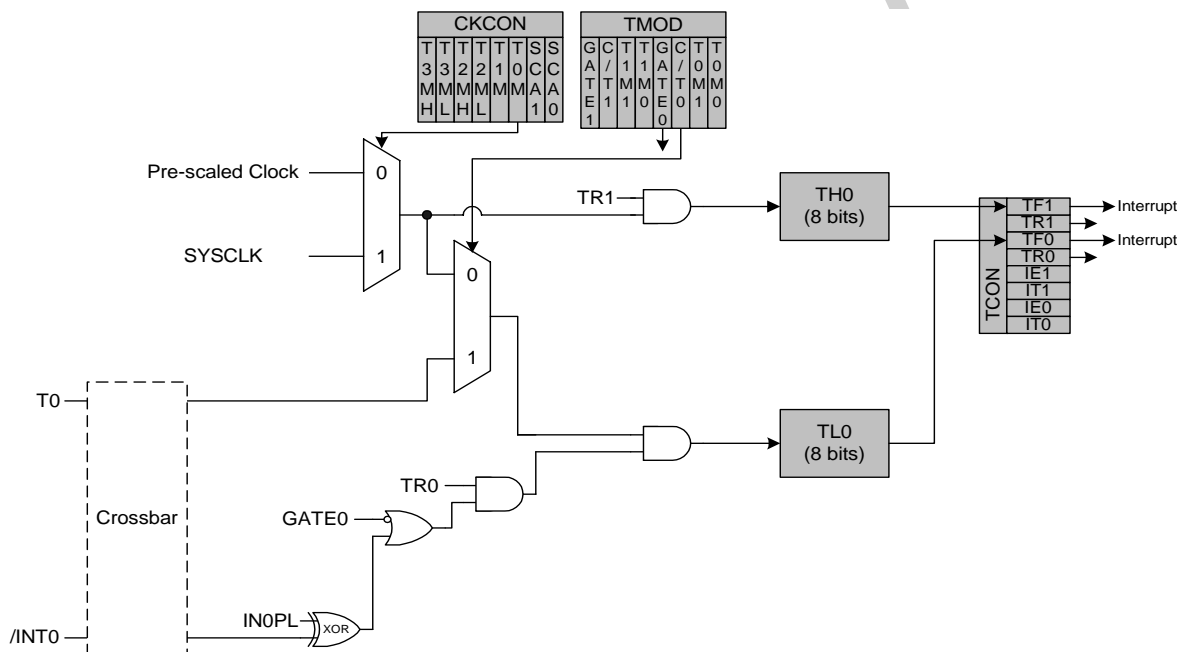 CKCON
T3MH T3ML T2MH T2ML T1M T0M SCA1 SCA0
TMOD
GATE1 C/T1 T1M1 T1M0 GATE0 C/T0 T0M1 T0M0
Pre-scaled Clock
0
SYSCLK
1
TR1
TH0
(8 bits)
TCON
TF1
Interrupt
TR1
TF0
Interrupt
TR0
IE1
IT1
IE0
IT0
0
1
T0
Crossbar
TL0
(8 bits)
TR0
GATE0
IN0PL
XOR
/INT0